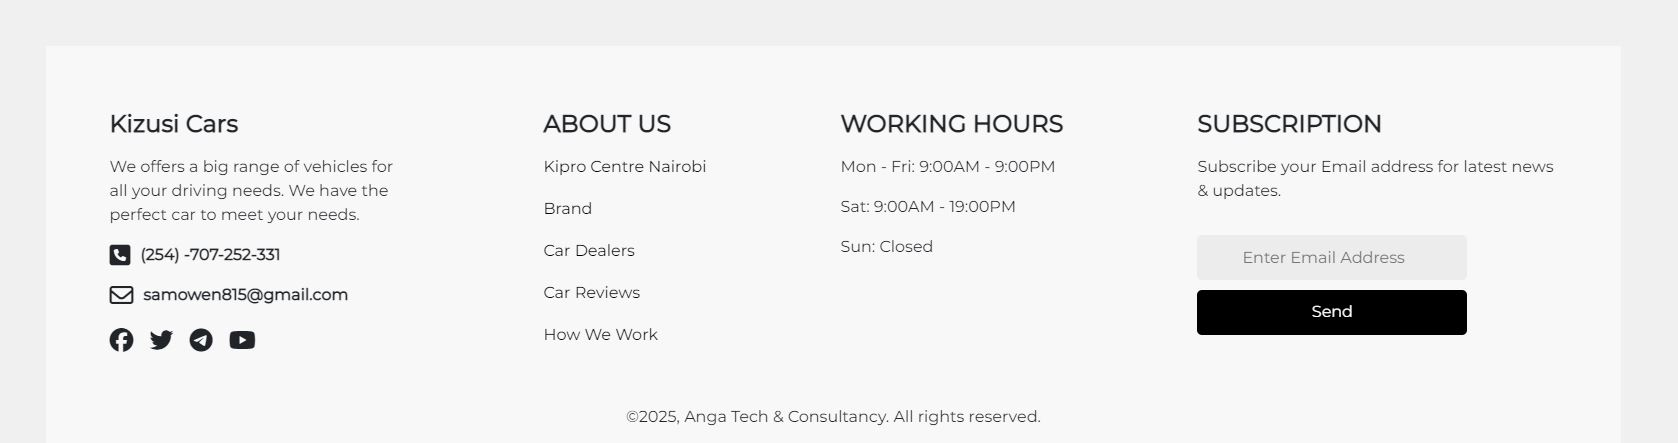 Kizusi Cars
We offers a big range of vehicles for
all your driving needs. We have the
perfect car to meet your needs.
(254) -707-252-331
samowen815@gmail.com
ABOUT US
Kipro Centre Nairobi
Brand
Car Dealers
Car Reviews
How We Work
WORKING HOURS
Mon - Fri: 9:00AM - 9:00PM
Sat: 9:00AM - 19:00PM
Sun: Closed
SUBSCRIPTION
Subscribe your Email address for latest news
& updates.
Enter Email Address
Send
©2025, Anga Tech & Consultancy. All rights reserved.